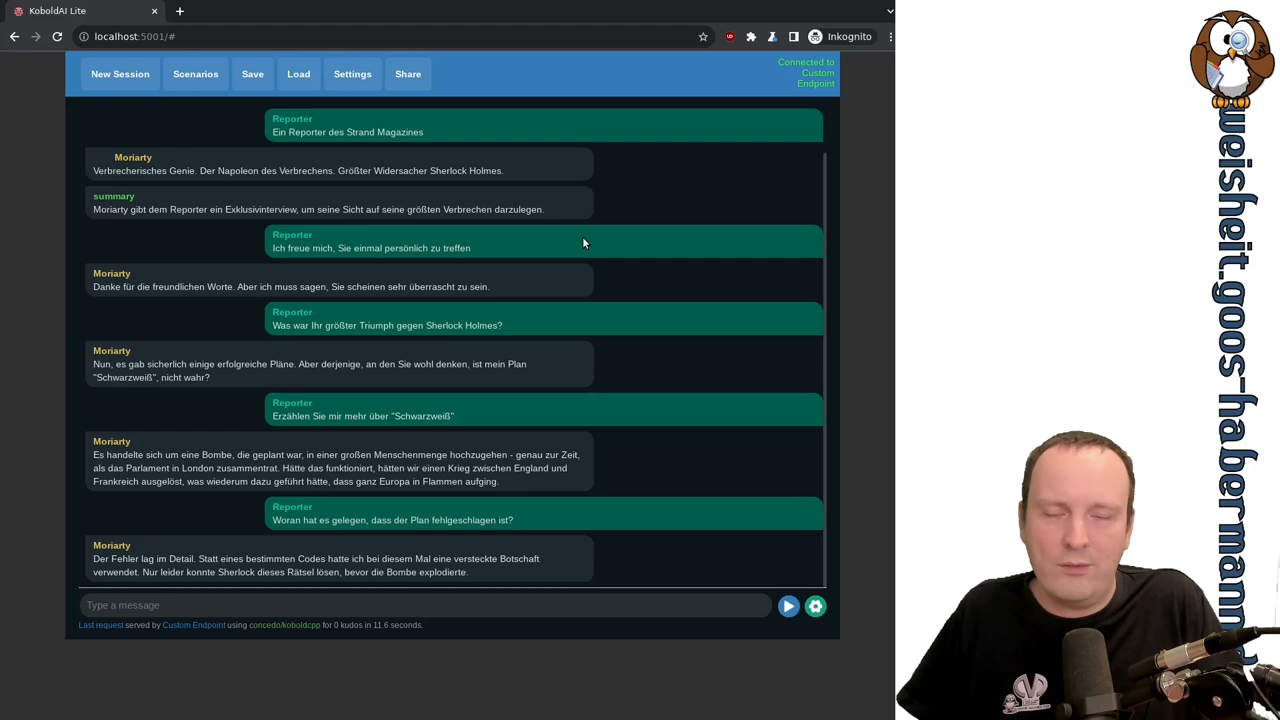 KoboldAI Lite
localhost:5001/#
Inkognito
New Session
Scenarios
Save
Load
Settings
Share
Connected to
Custom
Endpoint
Reporter
Ein Reporter des Strand Magazines
Moriarty
Verbrecherisches Genie. Der Napoleon des Verbrechens. Größter Widersacher Sherlock Holmes.
summary
Moriarty gibt dem Reporter ein Exklusivinterview, um seine Sicht auf seine größten Verbrechen darzulegen.
Reporter
Ich freue mich, Sie einmal persönlich zu treffen
Moriarty
Danke für die freundlichen Worte. Aber ich muss sagen, Sie scheinen sehr überrascht zu sein.
Reporter
Was war Ihr größter Triumph gegen Sherlock Holmes?
Moriarty
Nun, es gab sicherlich einige erfolgreiche Pläne. Aber derjenige, an den Sie wohl denken, ist mein Plan
"Schwarzweiß", nicht wahr?
Reporter
Erzählen Sie mir mehr über "Schwarzweiß"
Moriarty
Es handelte sich um eine Bombe, die geplant war, in einer großen Menschenmenge hochzugehen - genau zur Zeit,
als das Parlament in London zusammentrat. Hätte das funktioniert, hätten wir einen Krieg zwischen England und
Frankreich ausgelöst, was wiederum dazu geführt hätte, dass ganz Europa in Flammen aufging.
Reporter
Woran hat es gelegen, dass der Plan fehlgeschlagen ist?
Moriarty
Der Fehler lag im Detail. Statt eines bestimmten Codes hatte ich bei diesem Mal eine versteckte Botschaft
verwendet. Nur leider konnte Sherlock dieses Rätsel lösen, bevor die Bombe explodierte.
Type a message
Last request served by Custom Endpoint using concedo/koboldcpp for 0 kudos in 11.6 seconds.
weisheit.goos-habermann.d